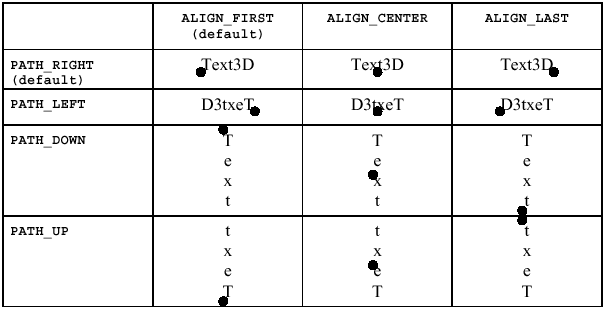 ALIGN_FIRST (default) ALIGN_CENTER ALIGN_LAST
PATH_RIGHT (default) Text3D Text3D Text3D
PATH_LEFT D3txeT D3txeT D3txeT
PATH_DOWN T T T
e e e
x x x
t t t
PATH_UP t t t
x x x
e e e
T T T